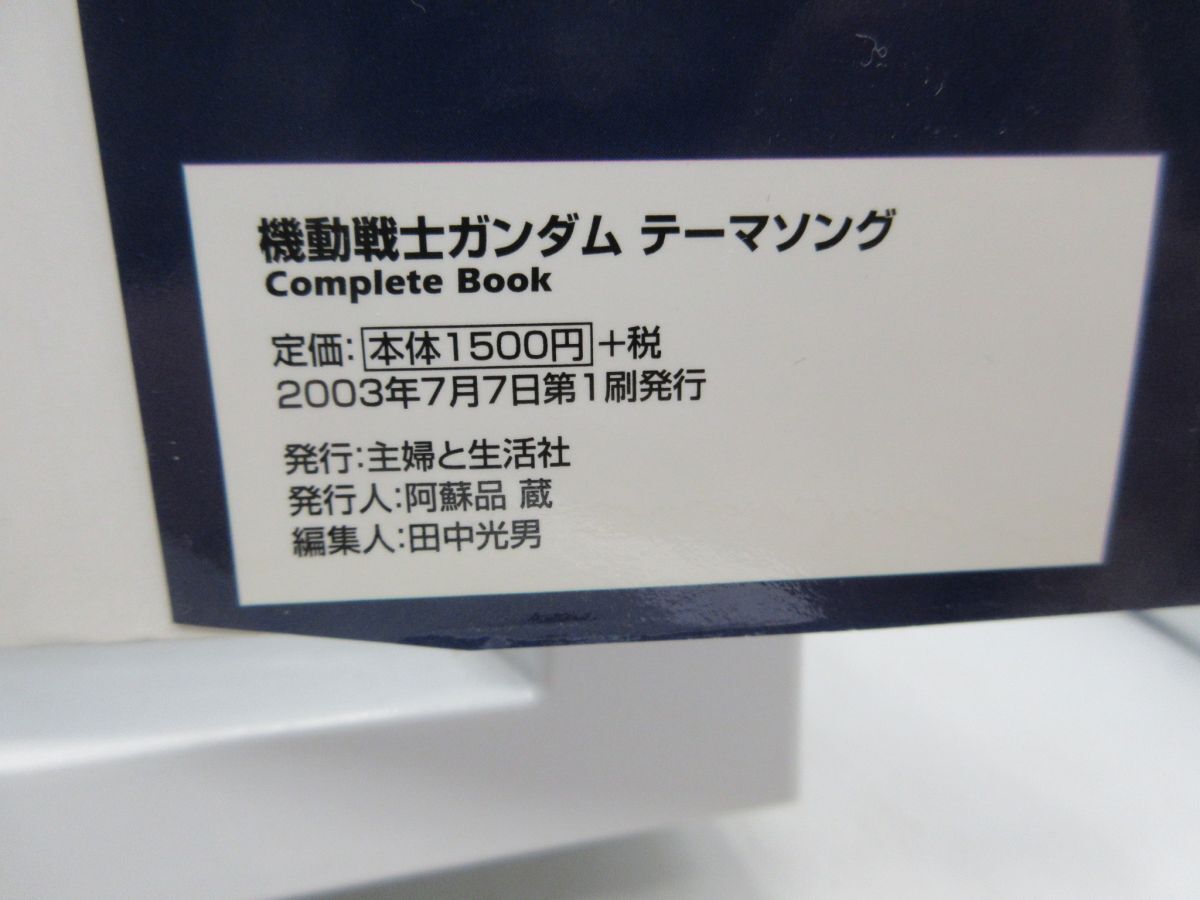 機動戦士ガンダム テーマソング
Complete Book
定価：本体1500円+税
2003年7月7日第1刷発行
発行：主婦と生活社
発行人：阿蘇品 蔵
編集人：田中光男